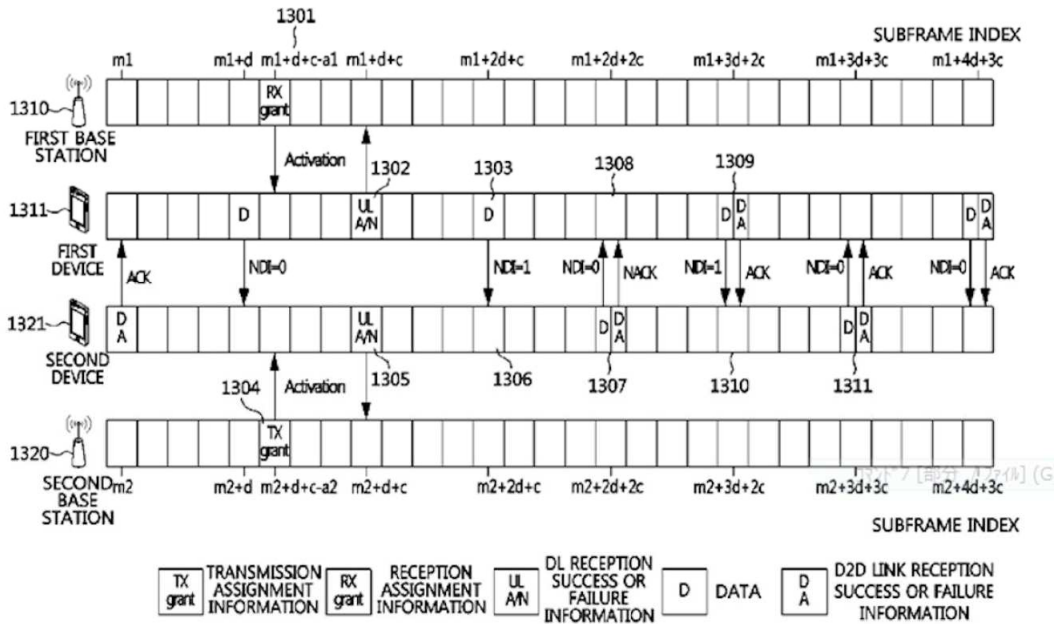 1301
SUBFRAME INDEX
m1
m1+d
m1+d+c-a1
m1+d+c
m1+2d+c
m1+2d+2c
m1+3d+2c
m1+3d+3c
m1+4d+3c
1310
RX
grant
FIRST BASE
STATION
Activation
1302
1303
1308
1309
1311
D
UL
A/N
D
D
D
A
D
D
A
FIRST
DEVICE
ACK
NDI=0
NDI=1
NDI=0
NACK
NDI=1
ACK
NDI=0
ACK
NDI=0
ACK
1321
D
A
UL
A/N
D
D
A
D
D
A
SECOND
DEVICE
1304
Activation
1305
1306
1307
1310
1311
1320
TX
grant
SECOND
BASE
STATION
m2
m2+d
m2+d+c-a2
m2+d+c
m2+2d+c
m2+2d+2c
m2+3d+2c
m2+3d+3c
m2+4d+3c
SUBFRAME INDEX
TX
grant
TRANSMISSION
ASSIGNMENT
INFORMATION
RX
grant
RECEPTION
ASSIGNMENT
INFORMATION
UL
A/N
DL RECEPTION
SUCCESS OR
FAILURE
INFORMATION
D
DATA
D
A
D2D LINK RECEPTION
SUCCESS OR FAILURE
INFORMATION